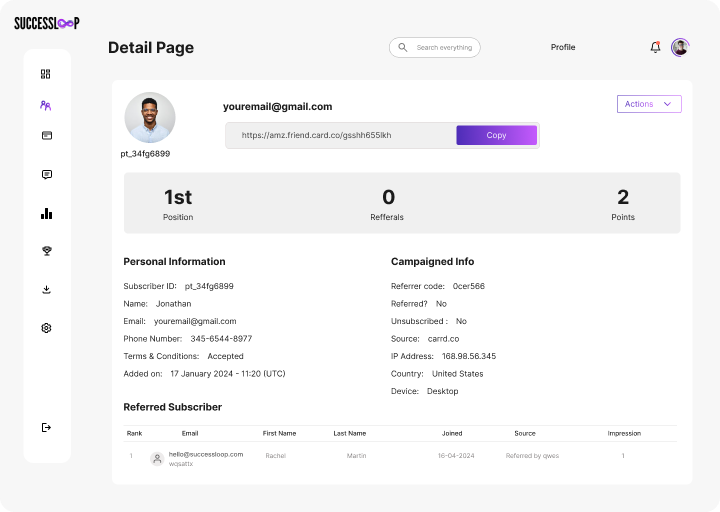 SUCCESSLOOP
Detail Page
Search everything
Profile
youremail@gmail.com
Actions
https://amz.friend.card.co/gsshh655lkh
Copy
pt_34fg6899
1st
Position
0
Refferals
2
Points
Personal Information
Subscriber ID: pt_34fg6899
Name: Jonathan
Email: youremail@gmail.com
Phone Number: 345-6544-8977
Terms & Conditions: Accepted
Added on: 17 January 2024 - 11:20 (UTC)
Campaigned Info
Referrer code: 0cer566
Referred? No
Unsubscribed : No
Source: carrd.co
IP Address: 168.98.56.345
Country: United States
Device: Desktop
Referred Subscriber
Rank Email First Name Last Name Joined Source Impression
1 hello@successloop.com Rachel Martin 16-04-2024 Referred by qwes 1
wqsatlx